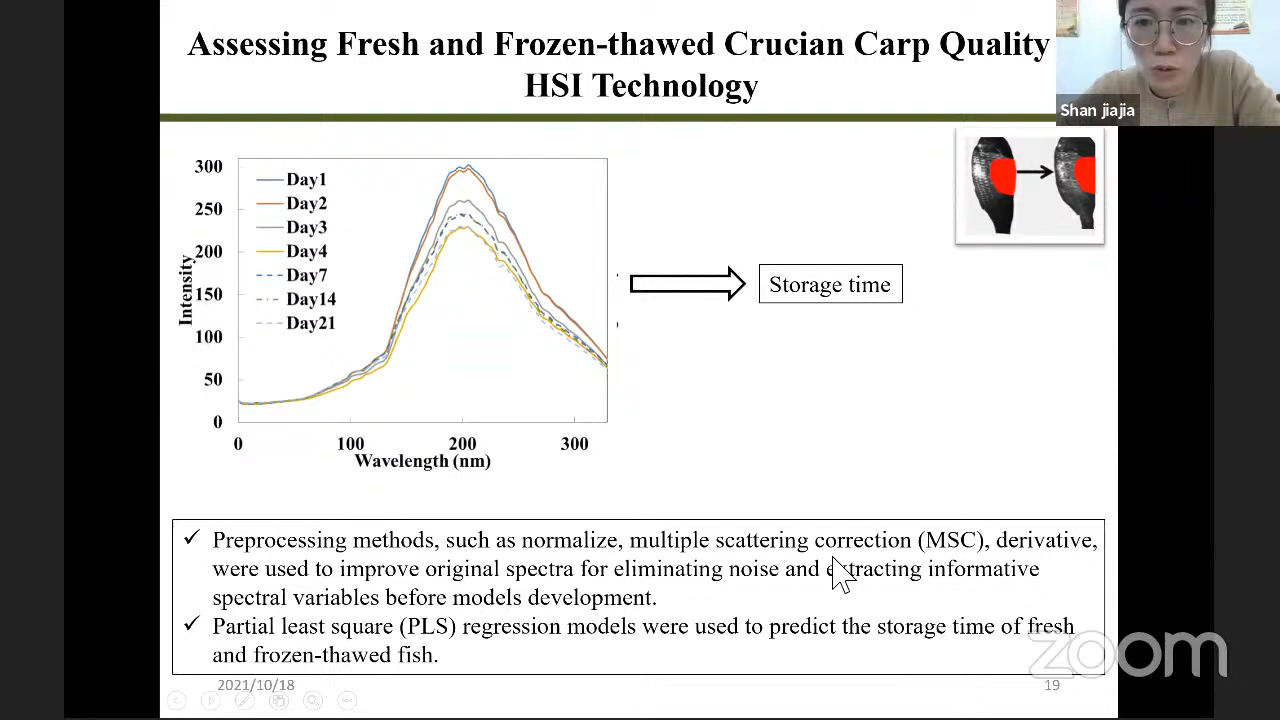 Assessing Fresh and Frozen-thawed Crucian Carp Quality
HSI Technology
Shan jiajia
300
250
200
150
100
50
0
Intensity
Day1
Day2
Day3
Day4
Day7
Day14
Day21
0 100 200 300
Wavelength (nm)
Storage time
✓ Preprocessing methods, such as normalize, multiple scattering correction (MSC), derivative,
were used to improve original spectra for eliminating noise and extracting informative
spectral variables before models development.
✓ Partial least square (PLS) regression models were used to predict the storage time of fresh
and frozen-thawed fish.
2021/10/18
19
zoom